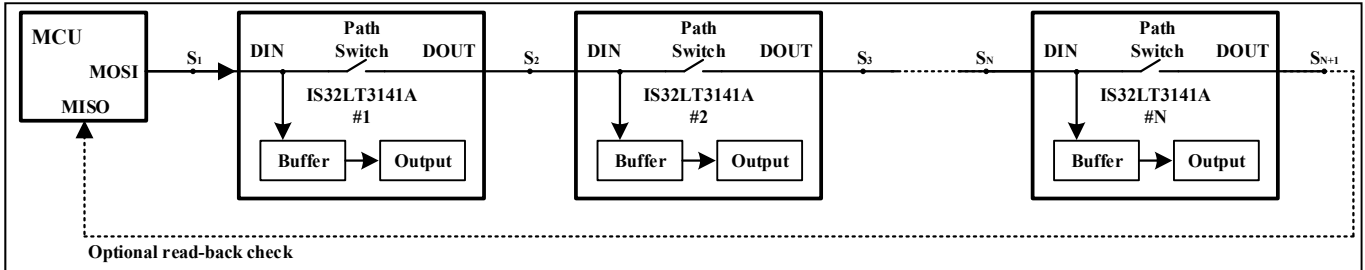 MCU
MOSI
MISO
S1
DIN
Path
Switch
DOUT
IS32LT3141A
#1
Buffer
Output
S2
DIN
Path
Switch
DOUT
IS32LT3141A
#2
Buffer
Output
S3
SN
DIN
Path
Switch
DOUT
IS32LT3141A
#N
Buffer
Output
SN+1
Optional read-back check